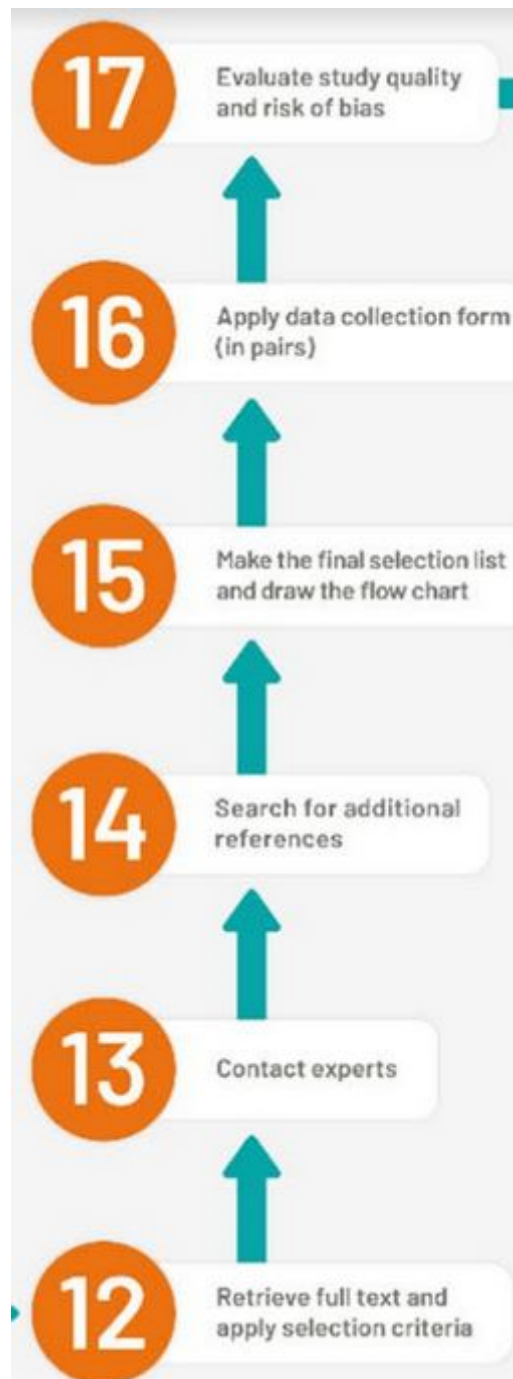 17
Evaluate study quality
and risk of bias
16
Apply data collection form
(in pairs)
15
Make the final selection list
and draw the flow chart
14
Search for additional
references
13
Contact experts
12
Retrieve full text and
apply selection criteria